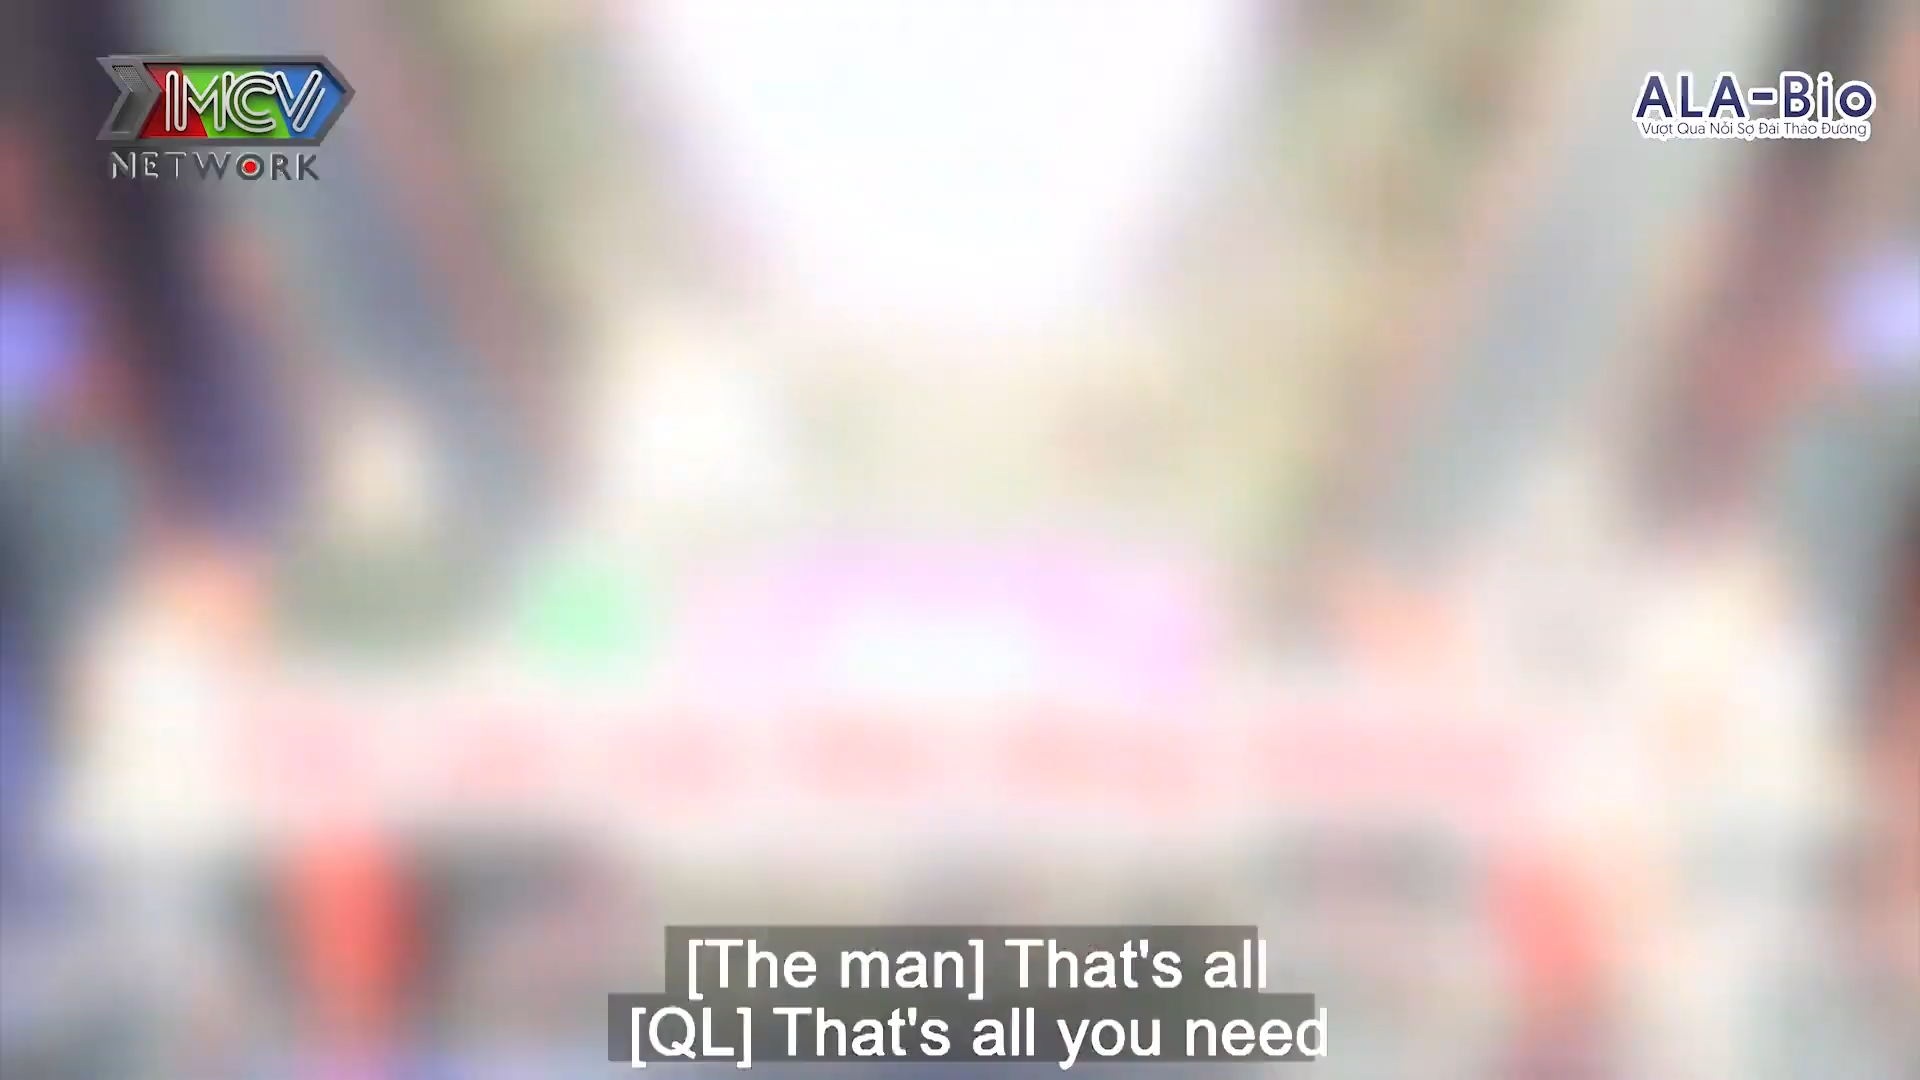 MCV
NETWORK
ALA-Bio
Vượt Qua Nỗi Sợ Đái Tháo Đường
[The man] That's all
[QL] That's all you need